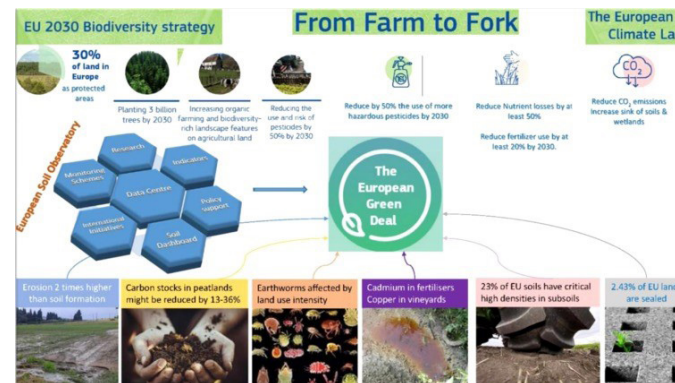 EU 2030 Biodiversity strategy
From Farm to Fork
The European
Climate La
30%
of land in
Europe
as protected
areas
Planting 3 billion
trees by 2030
Increasing organic
farming and biodiversity-
rich landscape features
on agricultural land
Reducing the
use and risk of
pesticides by
50% by 2030
Reduce by 50% the use of more
hazardous pesticides by 2030
Reduce Nutrient losses by at
least 50%
Reduce fertilizer use by at
least 20% by 2030.
CO2
Reduce CO2 emissions
Increase sink of soils &
wetlands
European Soil Observatory
Research
Indicators
Monitoring
Schemes
Data Centre
Policy
support
International
Initiatives
Soil
Dashboard
The
European
Green
Deal
Erosion 2 times higher
than soil formation
Carbon stocks in peatlands
might be reduced by 13-36%
Earthworms affected by
land use intensity
Cadmium in fertilisers
Copper in vineyards
23% of EU soils have critical
high densities in subsoils
2.43% of EU lan
are sealed